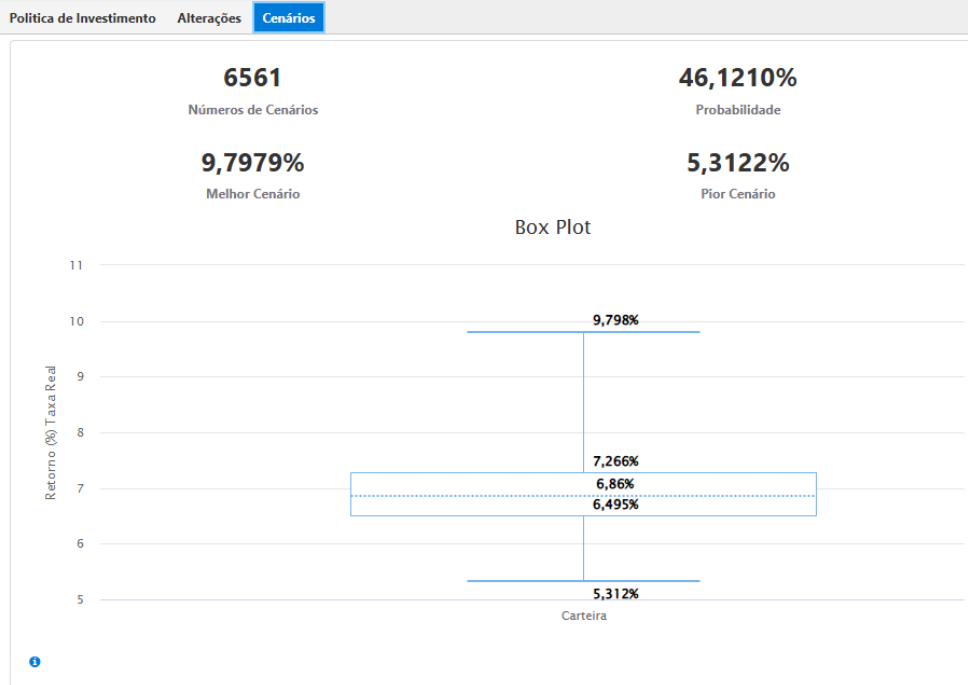 Politica de Investimento Alterações Cenários
6561 46,1210%
Números de Cenários Probabilidade
9,7979% 5,3122%
Melhor Cenário Pior Cenário
Box Plot
11
10
9
8
7
6
5
Retorno (%) Taxa Real
9,798%
7,266%
6,86%
6,495%
5,312%
Carteira
i